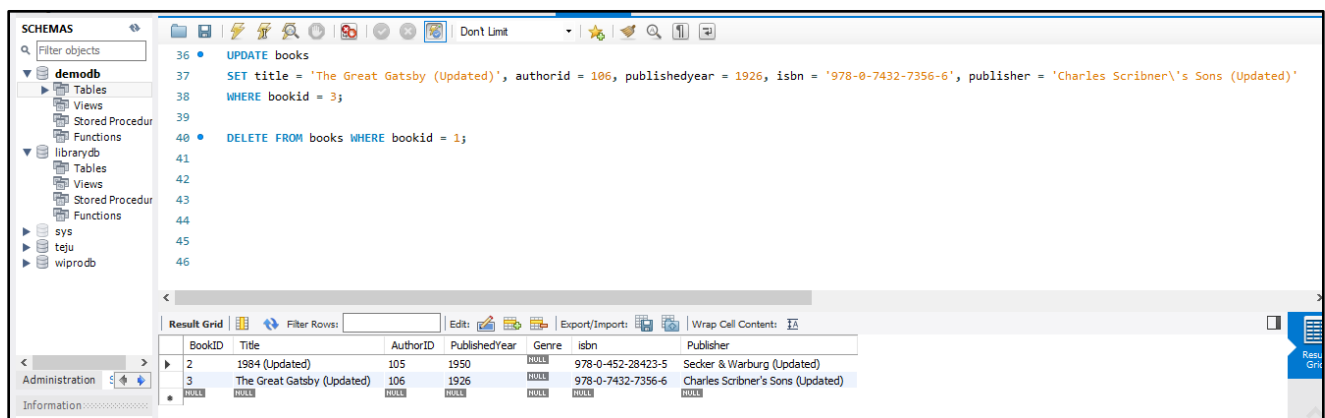 SCHEMAS
Filter objects
demodb
Tables
Views
Stored Procedur
Functions
librarydb
Tables
Views
Stored Procedur
Functions
sys
teju
wiprodb
Administration S
Information
Don't Limit
36 UPDATE books
37 SET title = 'The Great Gatsby (Updated)', authorid = 106, publishedyear = 1926, isbn = '978-0-7432-7356-6', publisher = 'Charles Scribner\'s Sons (Updated)'
38 WHERE bookid = 3;
39
40 DELETE FROM books WHERE bookid = 1;
41
42
43
44
45
46
Result Grid Filter Rows: Edit: Export/Import: Wrap Cell Content: IA
BookID Title AuthorID PublishedYear Genre isbn Publisher
2 1984 (Updated) 105 1950 NULL 978-0-452-28423-5 Secker & Warburg (Updated)
3 The Great Gatsby (Updated) 106 1926 NULL 978-0-7432-7356-6 Charles Scribner's Sons (Updated)
NULL NULL NULL NULL NULL NULL NULL
Resu
Gri